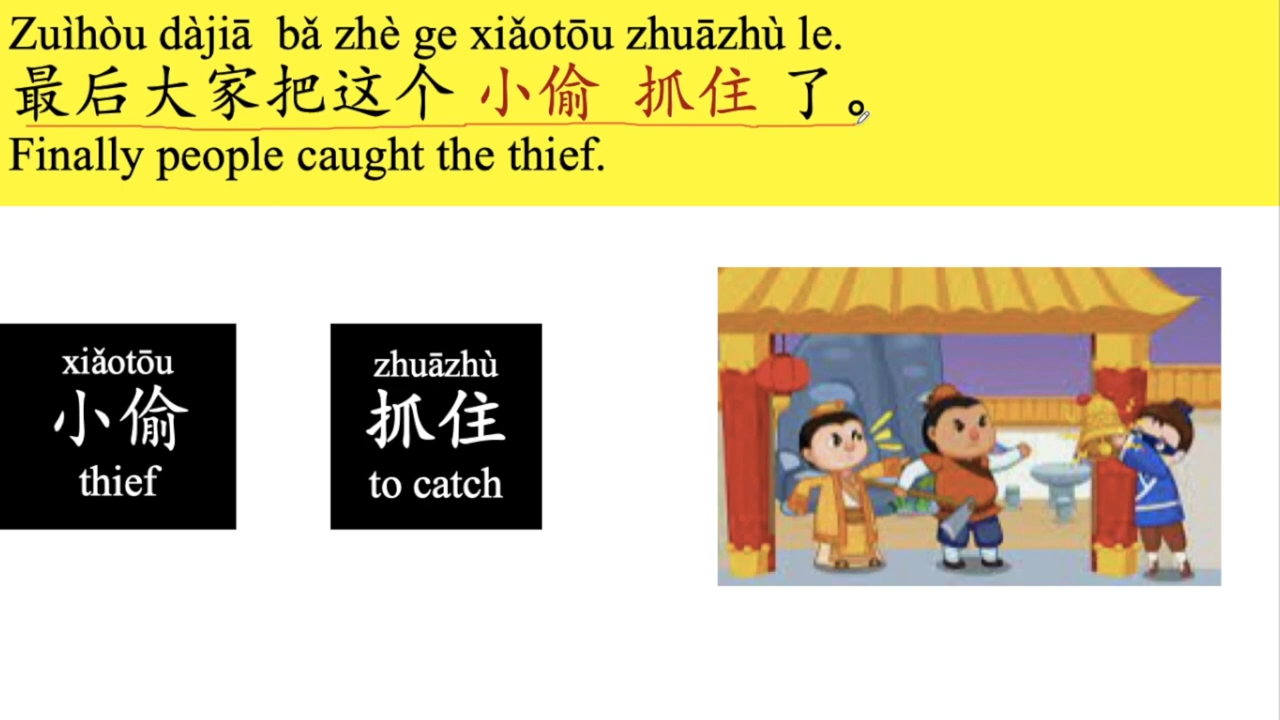 Zuìhòu dàjiā bǎ zhè ge xiǎotōu zhuāzhù le.
最后大家把这个 小偷 抓住 了。
Finally people caught the thief.
xiǎotōu
小偷
thief
zhuāzhù
抓住
to catch